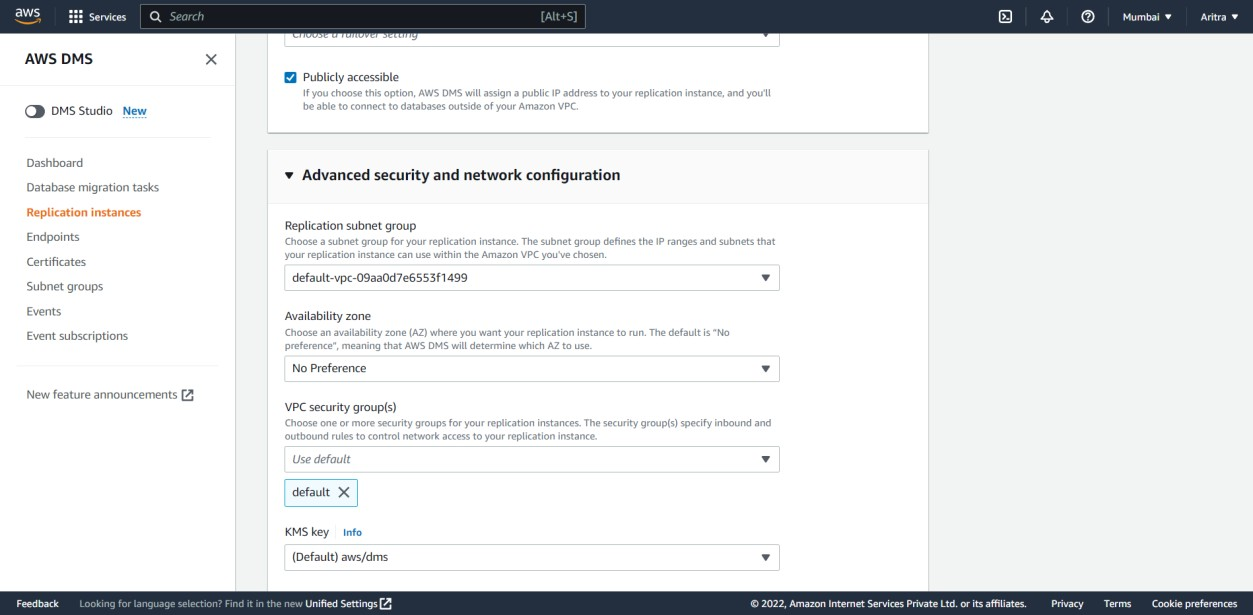 aws
Services
Search
[Alt+S]
Mumbai
Aritra
AWS DMS
DMS Studio New
Dashboard
Database migration tasks
Replication instances
Endpoints
Certificates
Subnet groups
Events
Event subscriptions
New feature announcements
Choose a failover setting
Publicly accessible
If you choose this option, AWS DMS will assign a public IP address to your replication instance, and you'll
be able to connect to databases outside of your Amazon VPC.
Advanced security and network configuration
Replication subnet group
Choose a subnet group for your replication instance. The subnet group defines the IP ranges and subnets that
your replication instance can use within the Amazon VPC you've chosen.
default-vpc-09aa0d7e6553f1499
Availability zone
Choose an availability zone (AZ) where you want your replication instance to run. The default is "No
preference", meaning that AWS DMS will determine which AZ to use.
No Preference
VPC security group(s)
Choose one or more security groups for your replication instances. The security group(s) specify inbound and
outbound rules to control network access to your replication instance.
Use default
default
KMS key Info
(Default) aws/dms
Feedback
Looking for language selection? Find it in the new Unified Settings
© 2022, Amazon Internet Services Private Ltd. or its affiliates.
Privacy
Terms
Cookie preferences